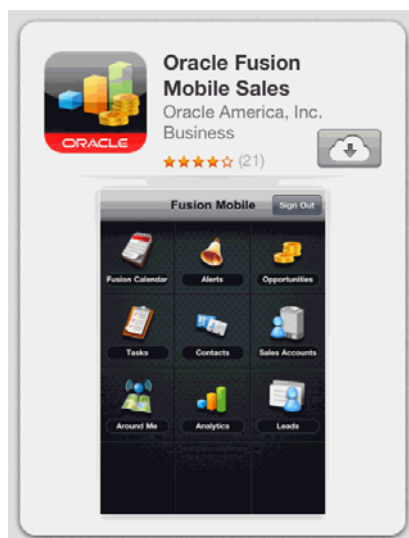 Oracle Fusion
Mobile Sales
Oracle America, Inc.
Business
ORACLE
(21)
Fusion Mobile
Sign Out
Fusion Calendar
Alerts
Opportunities
Tasks
Contacts
Sales Accounts
Around Me
Analytics
Leads